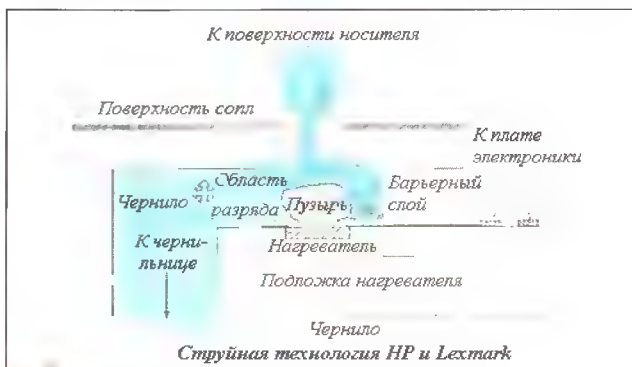 К поверхности носителя
Поверхность сопл
К плате
электроники
Область
разряда
Чернило
Пузырь
Барьерный
слой
К черни-
льнице
Нагреватель
Подложка нагревателя
Чернило
Струйная технология HP и Lexmark